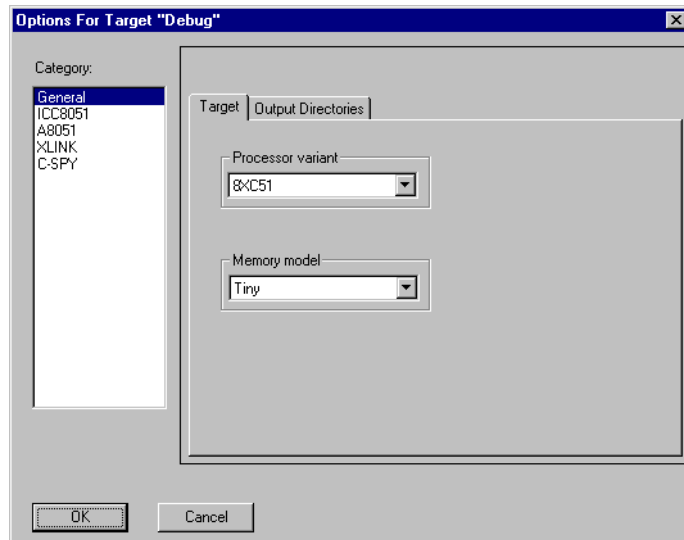 Options For Target "Debug"
Category:
General
ICC8051
A8051
XLINK
C-SPY
Target
Output Directories
Processor variant
8XC51
Memory model
Tiny
OK
Cancel